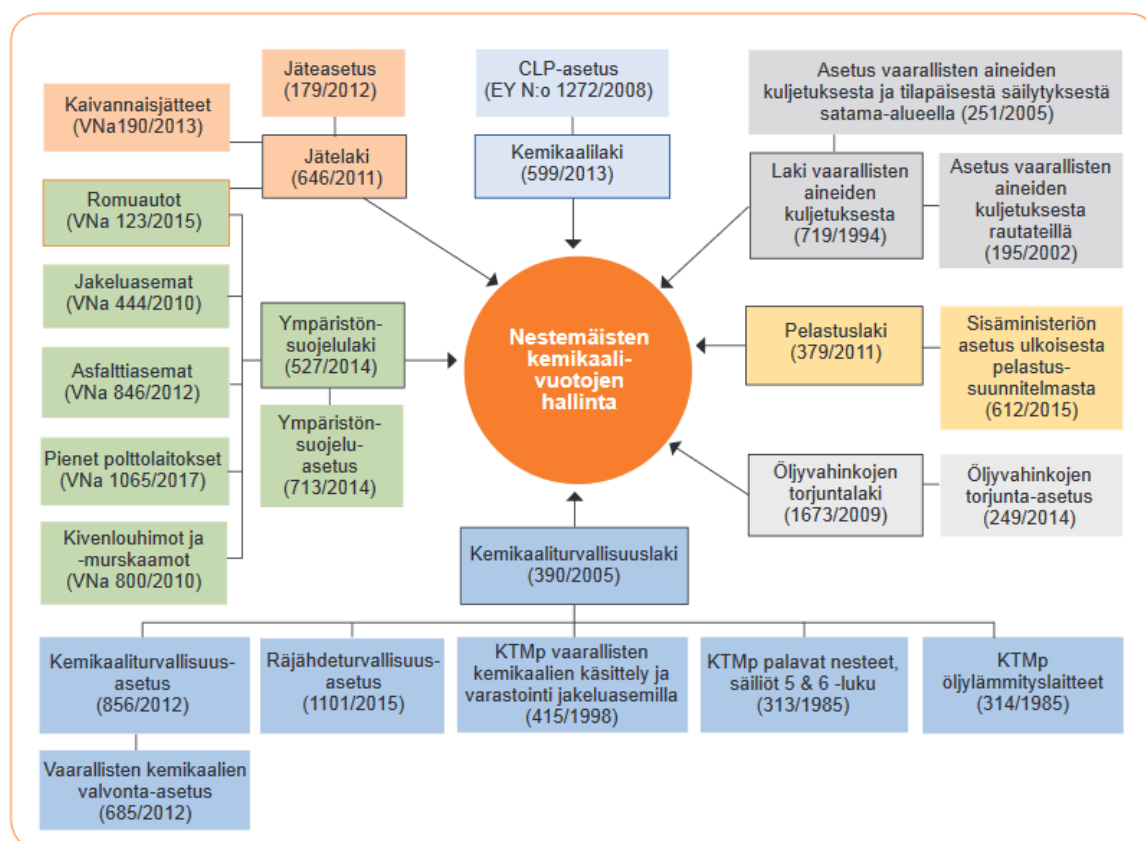 Jäteasetus
(179/2012)
CLP-asetus
(EY N:o 1272/2008)
Asetus vaarallisten aineiden
kuljetuksesta ja tilapäisestä säilytyksestä
satama-alueella (251/2005)
Kaivannaisjätteet
(VNa190/2013)
Jätelaki
(646/2011)
Kemikaalilaki
(599/2013)
Laki vaarallisten
aineiden
kuljetuksesta
(719/1994)
Asetus vaarallisten
aineiden
kuljetuksesta
rautateillä
(195/2002)
Romuautot
(VNa 123/2015)
Jakeluasemat
(VNa 444/2010)
Asfalttiasemat
(VNa 846/2012)
Pienet polttolaitokset
(VNa 1065/2017)
Kivenlouhimot ja
-murskaamot
(VNa 800/2010)
Ympäristön-
suojelulaki
(527/2014)
Ympäristön-
suojelu-
asetus
(713/2014)
Nestemäisten
kemikaali-
vuotojen
hallinta
Pelastuslaki
(379/2011)
Sisäministeriön
asetus ulkoisesta
pelastus-
suunnitelmasta
(612/2015)
Öljyvahinkojen
torjuntalaki
(1673/2009)
Öljyvahinkojen
torjunta-asetus
(249/2014)
Kemikaaliturvallisuuslaki
(390/2005)
Kemikaaliturvallisuus-
asetus
(856/2012)
Räjähdeturvallisuus-
asetus
(1101/2015)
KTMp vaarallisten
kemikaalien käsittely ja
varastointi jakeluasemilla
(415/1998)
KTMp palavat nesteet,
säiliöt 5 & 6 -luku
(313/1985)
KTMp
öljylämmityslaitteet
(314/1985)
Vaarallisten kemikaalien
valvonta-asetus
(685/2012)